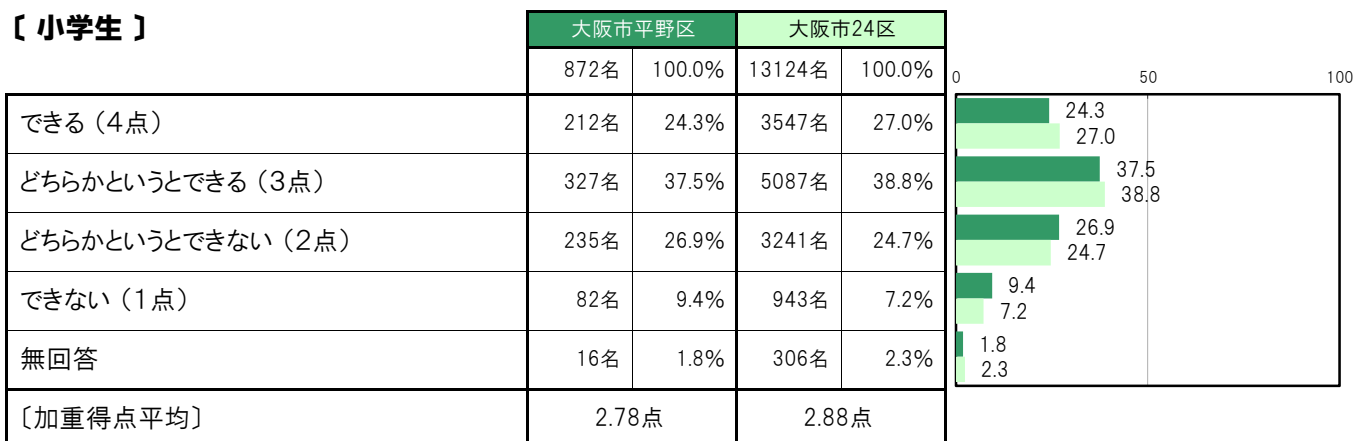 〔 小学生 〕
大阪市平野区 大阪市24区
872名 100.0% 13124名 100.0%
0 50 100
できる （4点） 212名 24.3% 3547名 27.0%
24.3
27.0
どちらかというとできる （3点） 327名 37.5% 5087名 38.8%
37.5
38.8
どちらかというとできない （2点） 235名 26.9% 3241名 24.7%
26.9
24.7
できない （1点） 82名 9.4% 943名 7.2%
9.4
7.2
無回答 16名 1.8% 306名 2.3%
1.8
2.3
〔加重得点平均〕 2.78点 2.88点